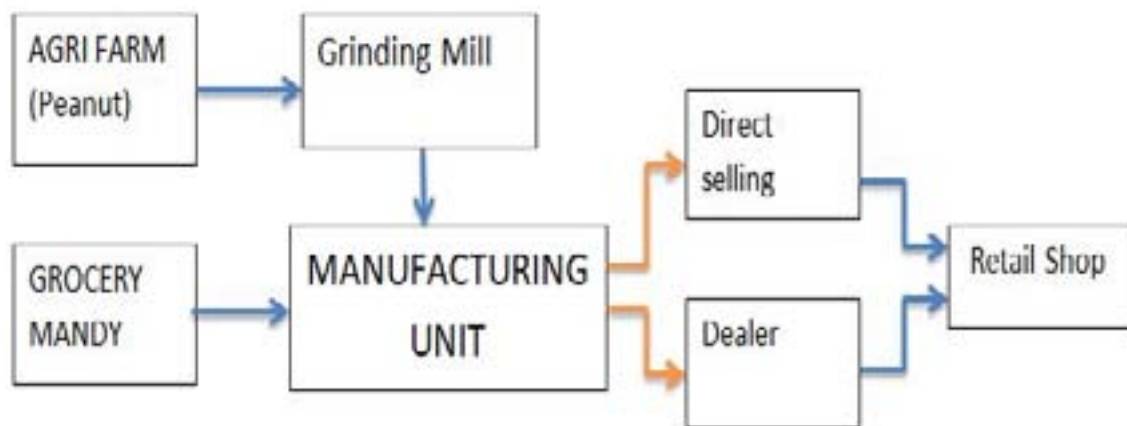 AGRI FARM
(Peanut)
Grinding Mill
Direct
selling
GROCERY
MANDY
MANUFACTURING
UNIT
Retail Shop
Dealer